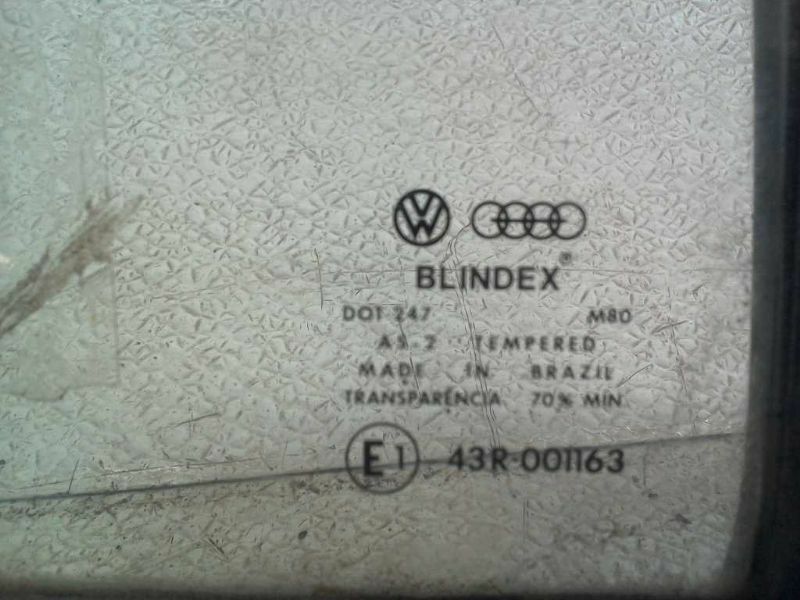 BLINDEX®
DOT 247 M80
AS-2 TEMPERED
MADE IN BRAZIL
TRANSPARÊNCIA 70% MIN
E1 43R-001163